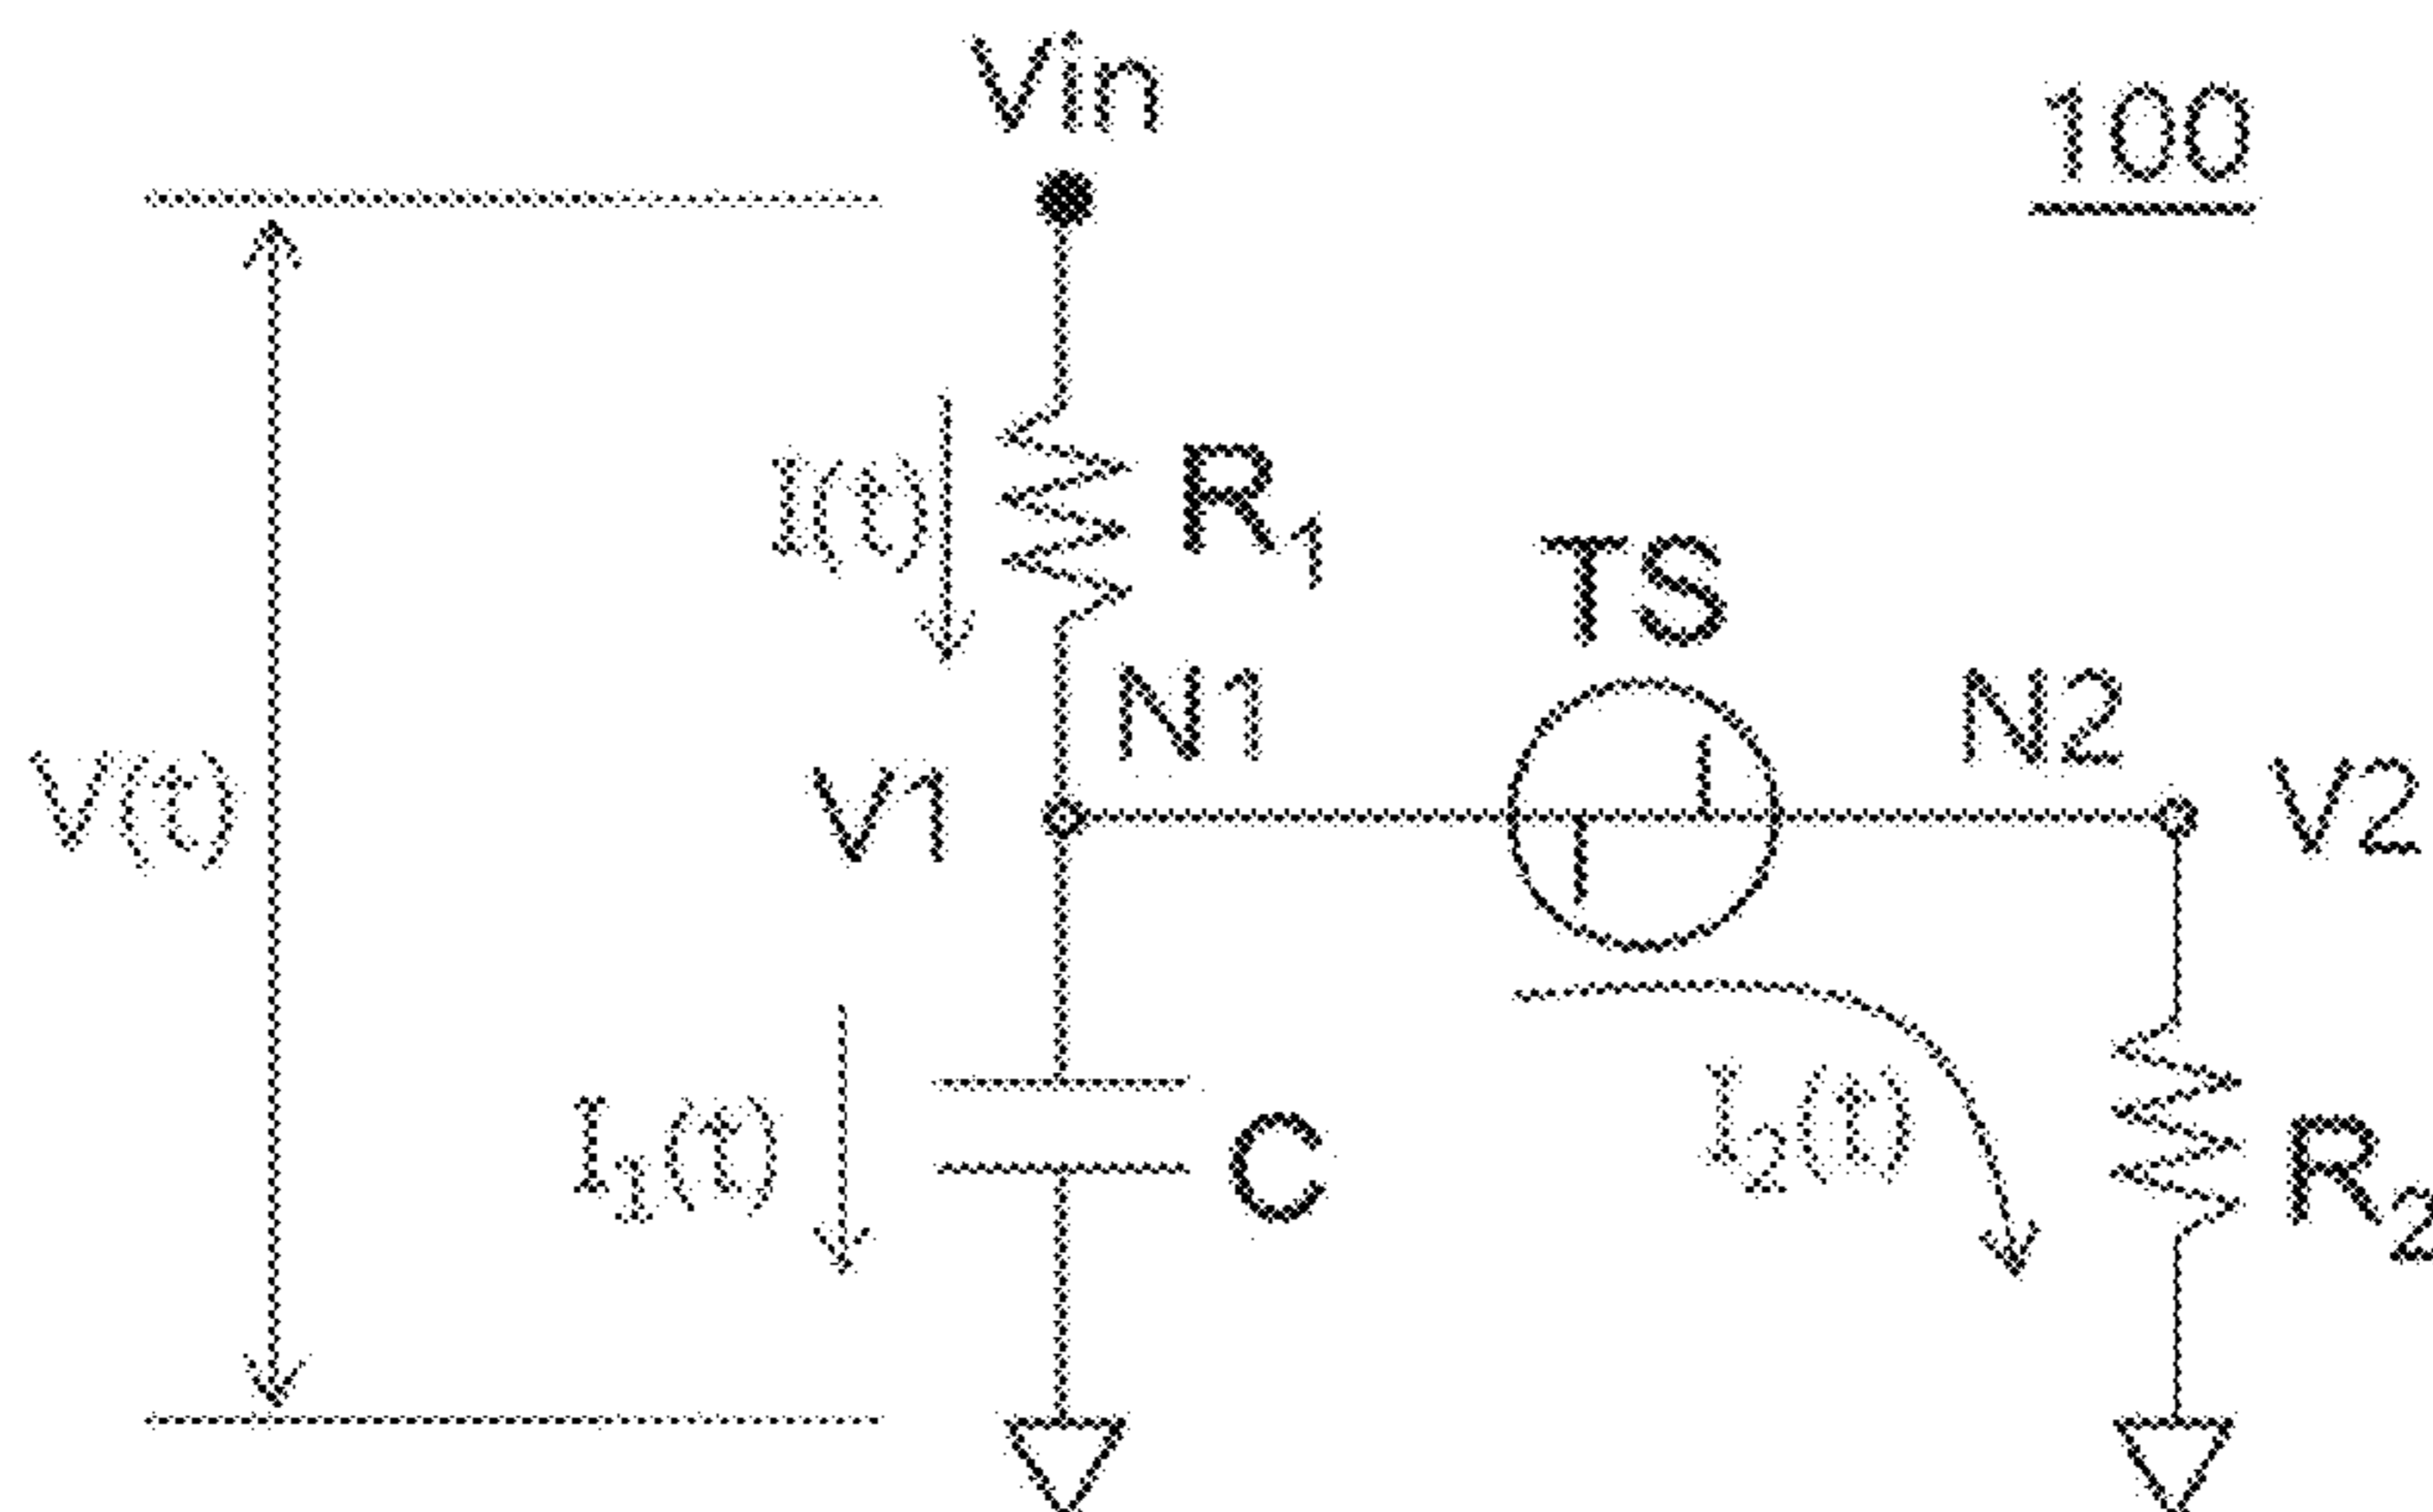 Vin
100
I(t)
R1
TS
N1
N2
V(t)
V1
V2
I1(t)
C
I2(t)
R2